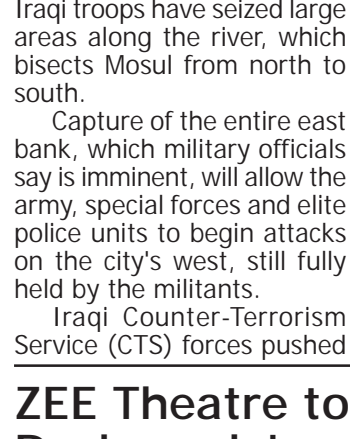 Iraqi troops have seized large
areas along the river, which
bisects Mosul from north to
south.
Capture of the entire east
bank, which military officials
say is imminent, will allow the
army, special forces and elite
police units to begin attacks
on the city's west, still fully
held by the militants.
Iraqi Counter-Terrorism
Service (CTS) forces pushed
ZEE Theatre to